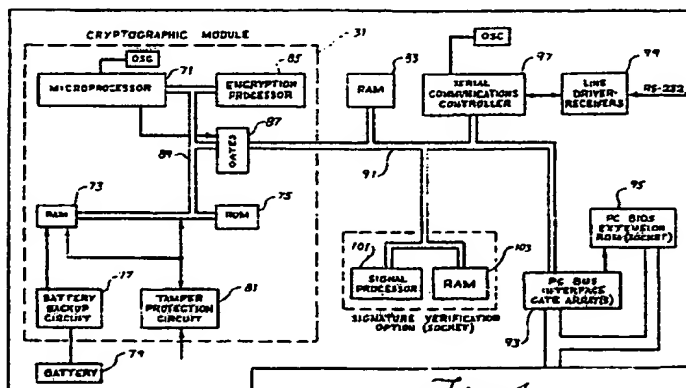 CRYPTOGRAPHIC MODULE
31
OSC
85
OSC
MICROPROCESSOR
71
ENCRYPTION
PROCESSOR
83
RAM
97
SERIAL
COMMUNICATIONS
CONTROLLER
99
LINE
DRIVER-
RECEIVERS
RS-232
87
GATES
89
91
73
RAM
75
ROM
95
PC BIOS
EXTENSION
ROM (SOCKET)
101
SIGNAL
PROCESSOR
103
RAM
77
BATTERY
BACKUP
CIRCUIT
81
TAMPER
PROTECTION
CIRCUIT
SIGNATURE VERIFICATION
OPTION (SOCKET)
PC BUS
INTERFACE
GATE ARRAY(S)
93
BATTERY
79